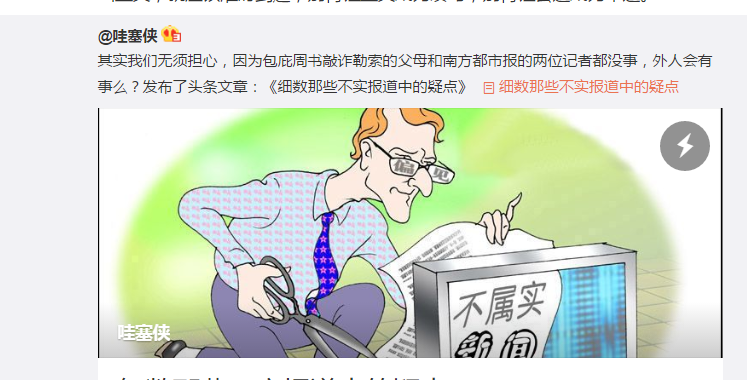 @哇塞侠
其实我们无须担心，因为包庇周书敲诈勒索的父母和南方都市报的两位记者都没事，外人会有
事么？发布了头条文章：《细数那些不实报道中的疑点》 细数那些不实报道中的疑点
偏见
不属实
新闻
哇塞侠